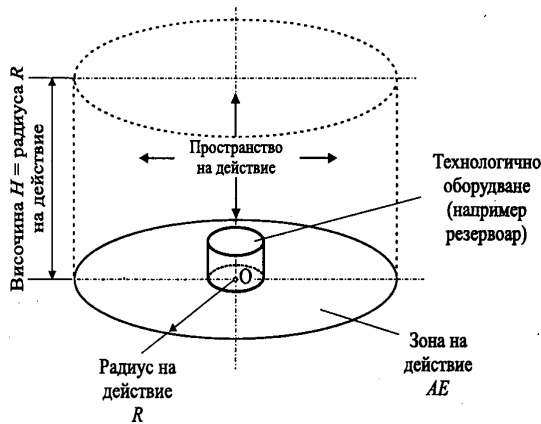 Височина H = радиуса R
на действие
Пространство
на действие
Технологично
оборудване
(например
резервоар)
O
Радиус на
действие
R
Зона на
действие
AE